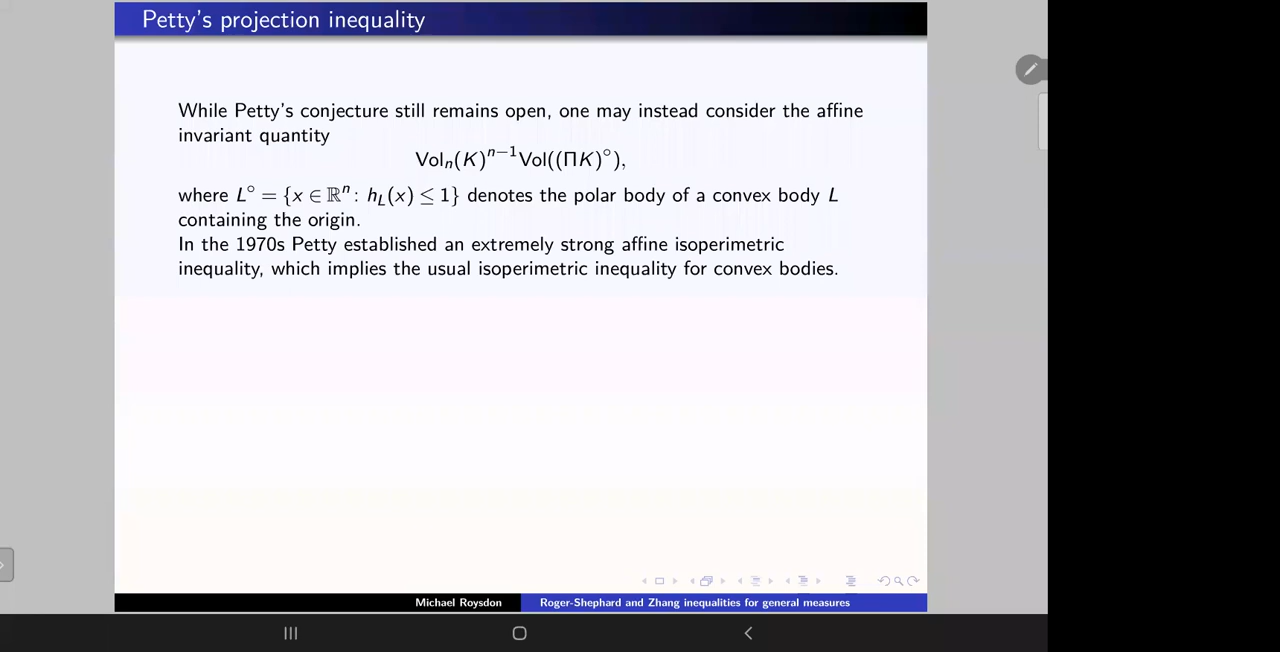 Petty's projection inequality
While Petty's conjecture still remains open, one may instead consider the affine
invariant quantity
Volₙ(K)ⁿ⁻¹Vol((ΠK)°),
where L° = {x ∈ ℝⁿ: h_L(x) ≤ 1} denotes the polar body of a convex body L
containing the origin.
In the 1970s Petty established an extremely strong affine isoperimetric
inequality, which implies the usual isoperimetric inequality for convex bodies.
Michael Roysdon
Roger-Shephard and Zhang inequalities for general measures